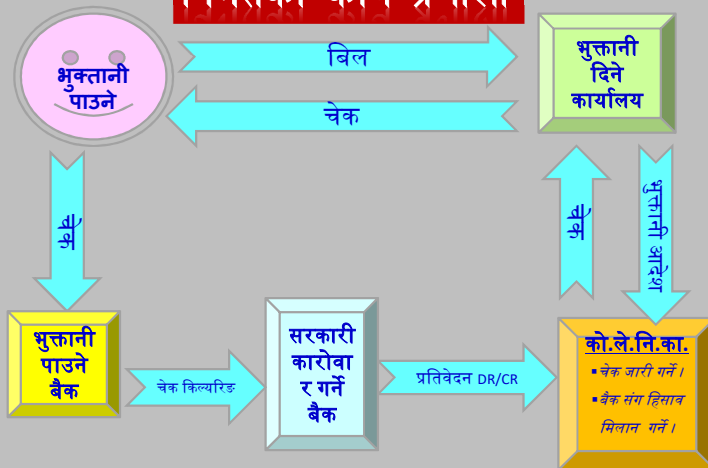 बिल
चेक
भुक्तानी
पाउने
भुक्तानी
दिने
कार्यालय
चेक
चेक
भुक्तानी आदेश
भुक्तानी
पाउने
बैक
चेक किल्यरिङ
सरकारी
कारोवा
र गर्ने
बैक
प्रतिवेदन DR/CR
को.ले.नि.का.
▪चेक जारी गर्ने ।
▪बैक संग हिसाव
मिलान गर्ने ।